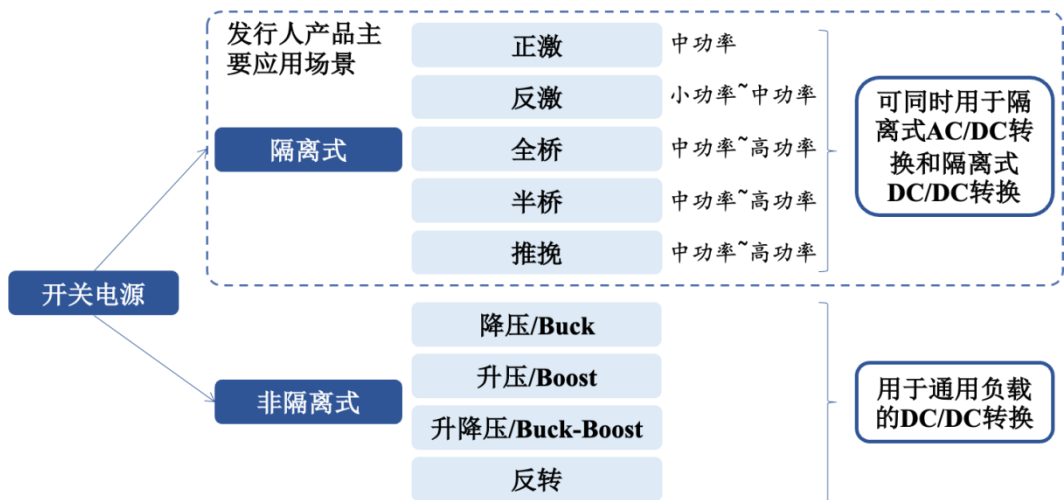 发行人产品主
要应用场景
正激
中功率
反激
小功率~中功率
隔离式
全桥
中功率~高功率
半桥
中功率~高功率
推挽
中功率~高功率
可同时用于隔
离式AC/DC转
换和隔离式
DC/DC转换
开关电源
降压/Buck
升压/Boost
非隔离式
升降压/Buck-Boost
反转
用于通用负载
的DC/DC转换